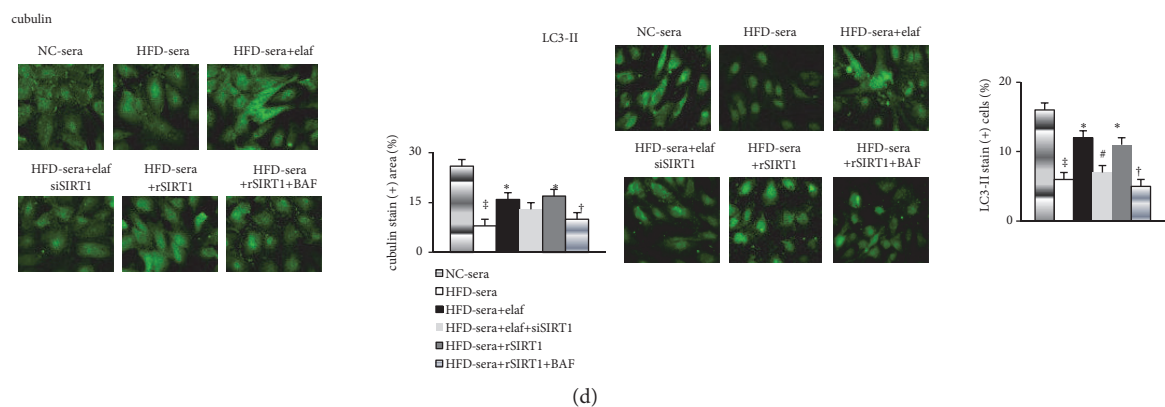 cubulin
NC-sera HFD-sera HFD-sera+elaf
HFD-sera+elaf HFD-sera HFD-sera
siSIRT1 +rSIRT1 +rSIRT1+BAF
cubulin stain (+) area (%)
30
15
0
‡
*
*
†
NC-sera
HFD-sera
HFD-sera+elaf
HFD-sera+elaf+siSIRT1
HFD-sera+rSIRT1
HFD-sera+rSIRT1+BAF
LC3-II
NC-sera HFD-sera HFD-sera+elaf
HFD-sera+elaf HFD-sera HFD-sera
siSIRT1 +rSIRT1 +rSIRT1+BAF
LC3-II stain (+) cells (%)
20
10
0
‡
*
#
*
†
(d)